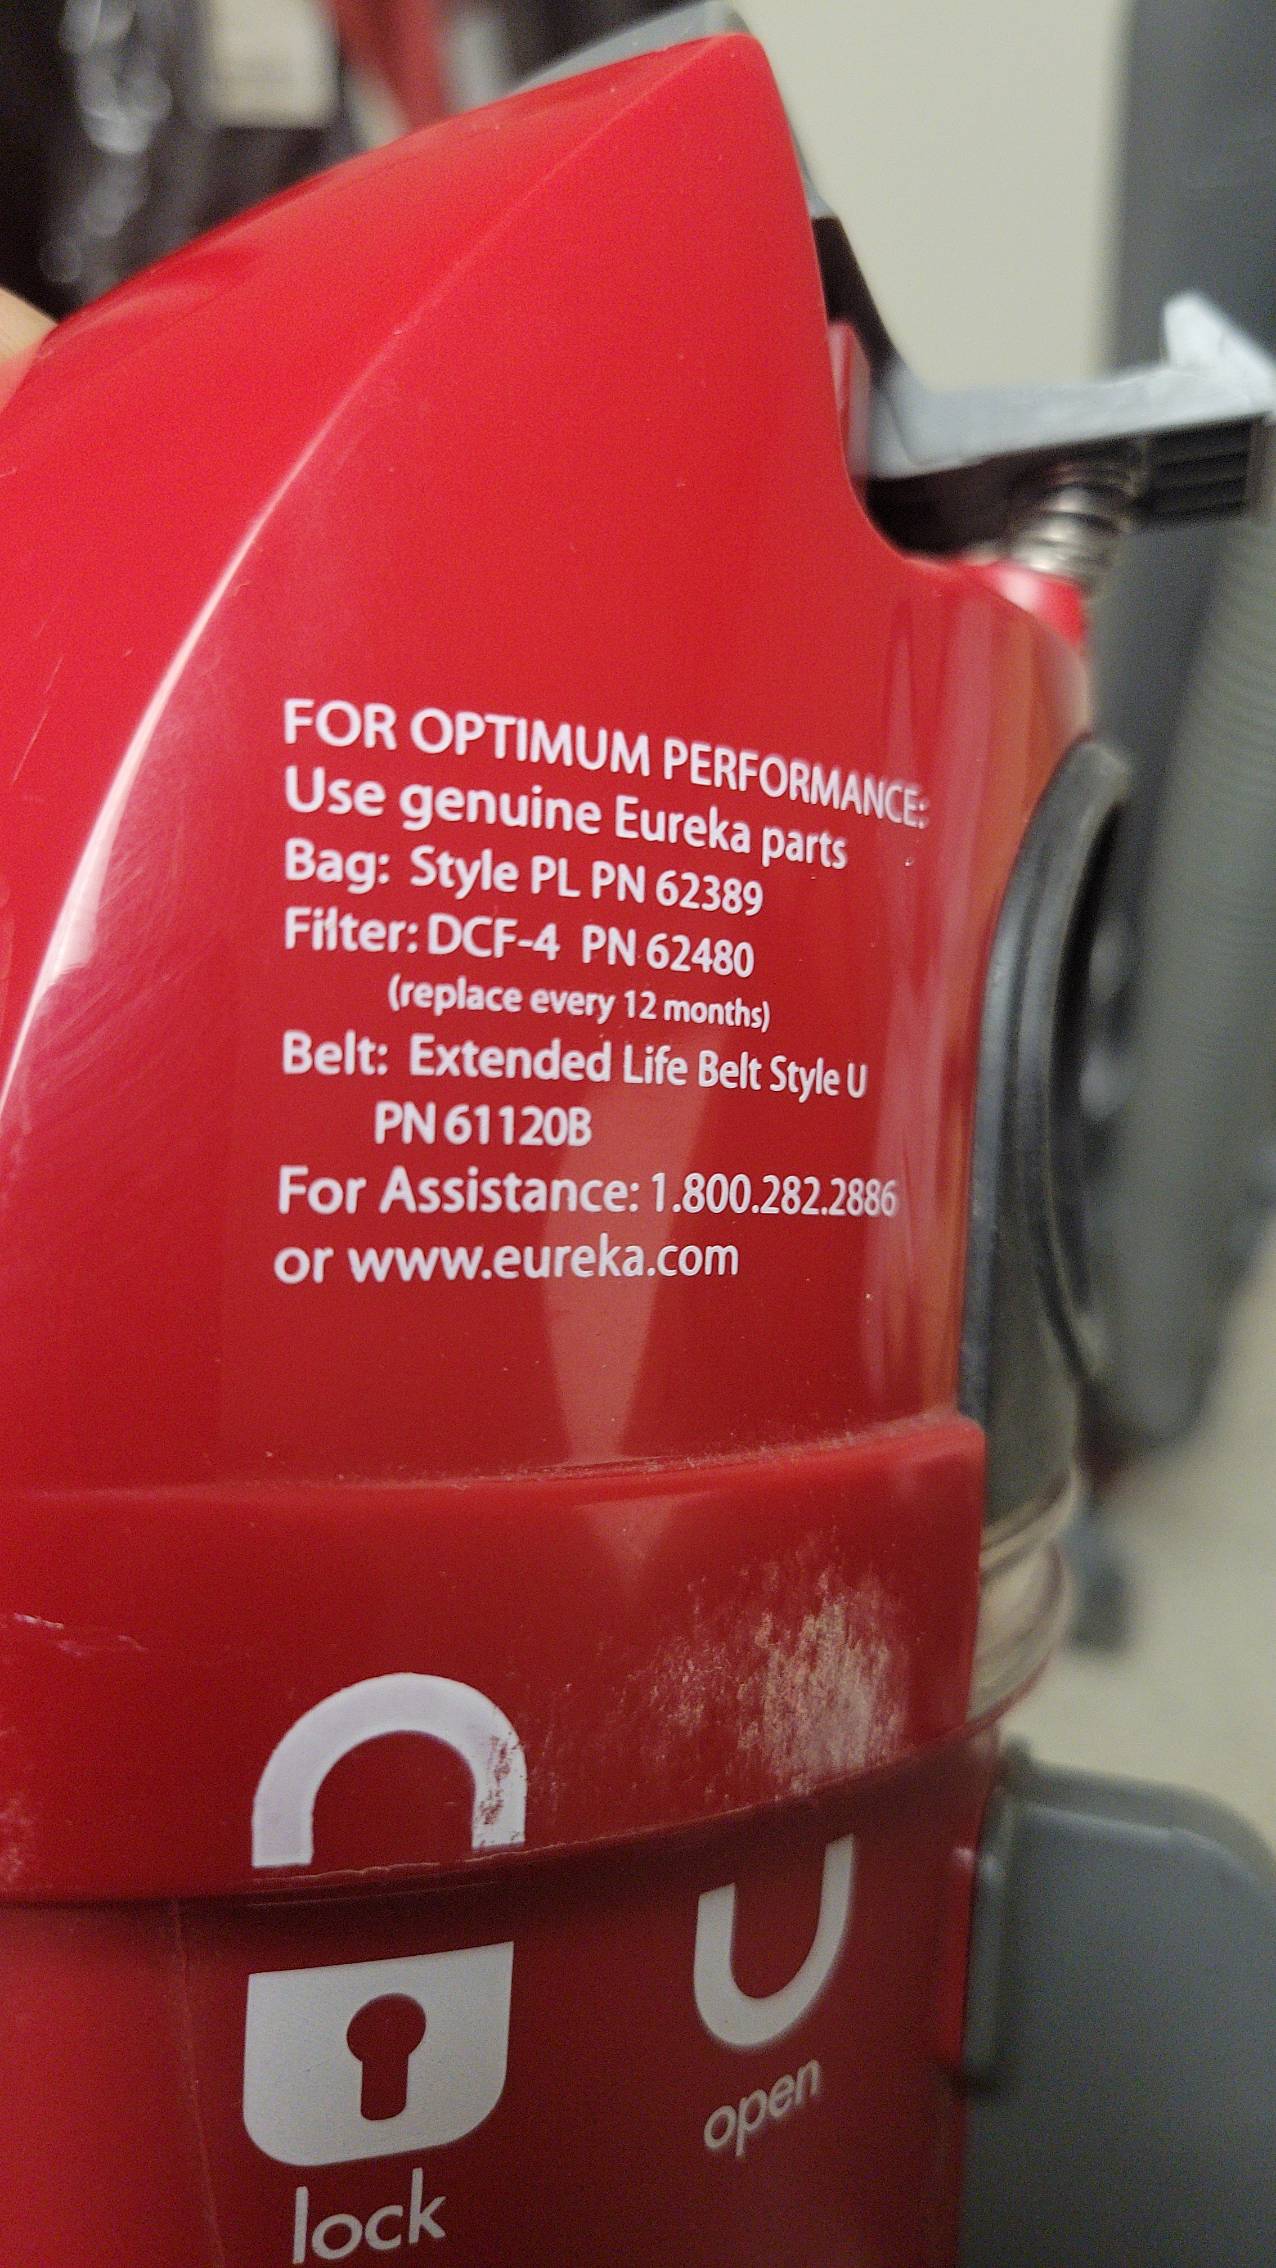 FOR OPTIMUM PERFORMANCE:
Use genuine Eureka parts
Bag: Style PL PN 62389
Filter: DCF-4 PN 62480
(replace every 12 months)
Belt: Extended Life Belt Style U
PN 61120B
For Assistance: 1.800.282.2886
or www.eureka.com
open
lock